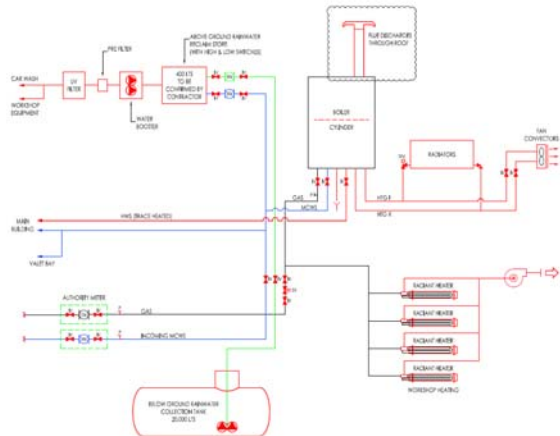 FLUE DISCHARGES
THROUGH ROOF
ABOVE GROUND RAINWATER
RECLAIM STORE
(WITH HIGH & LOW SWITCHES)
PRE FILTER
CAR WASH
UV
FILTER
400 LTS
TO BE
CONFIRMED BY
CONTRACTOR
WORKSHOP
EQUIPMENT
WATER
BOOSTER
BOILER
CYLINDER
FAN
CONVECTORS
RADIATORS
GAS
MCWS
HTG F
HTG R
HWS (TRACE HEATED)
MAIN
BUILDING
VALET BAY
AUTHORITY METER
GAS
INCOMING MCWS
RADIANT HEATER
RADIANT HEATER
RADIANT HEATER
RADIANT HEATER
WORKSHOP HEATING
BELOW GROUND RAINWATER
COLLECTION TANK